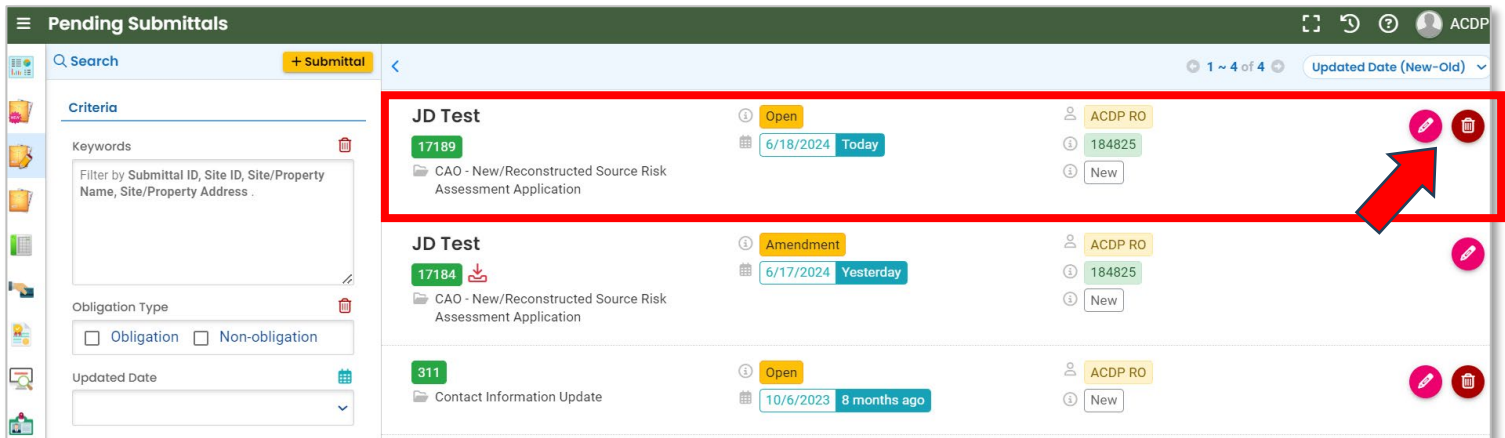 Pending Submittals
ACDP
Search
+ Submittal
1 ~ 4 of 4
Updated Date (New-Old)
Criteria
Keywords
Filter by Submittal ID, Site ID, Site/Property
Name, Site/Property Address .
Obligation Type
Obligation Non-obligation
Updated Date
JD Test
17189
CAO - New/Reconstructed Source Risk
Assessment Application
Open
6/18/2024 Today
ACDP RO
184825
New
JD Test
17184
CAO - New/Reconstructed Source Risk
Assessment Application
Amendment
6/17/2024 Yesterday
ACDP RO
184825
New
311
Contact Information Update
Open
10/6/2023 8 months ago
ACDP RO
New